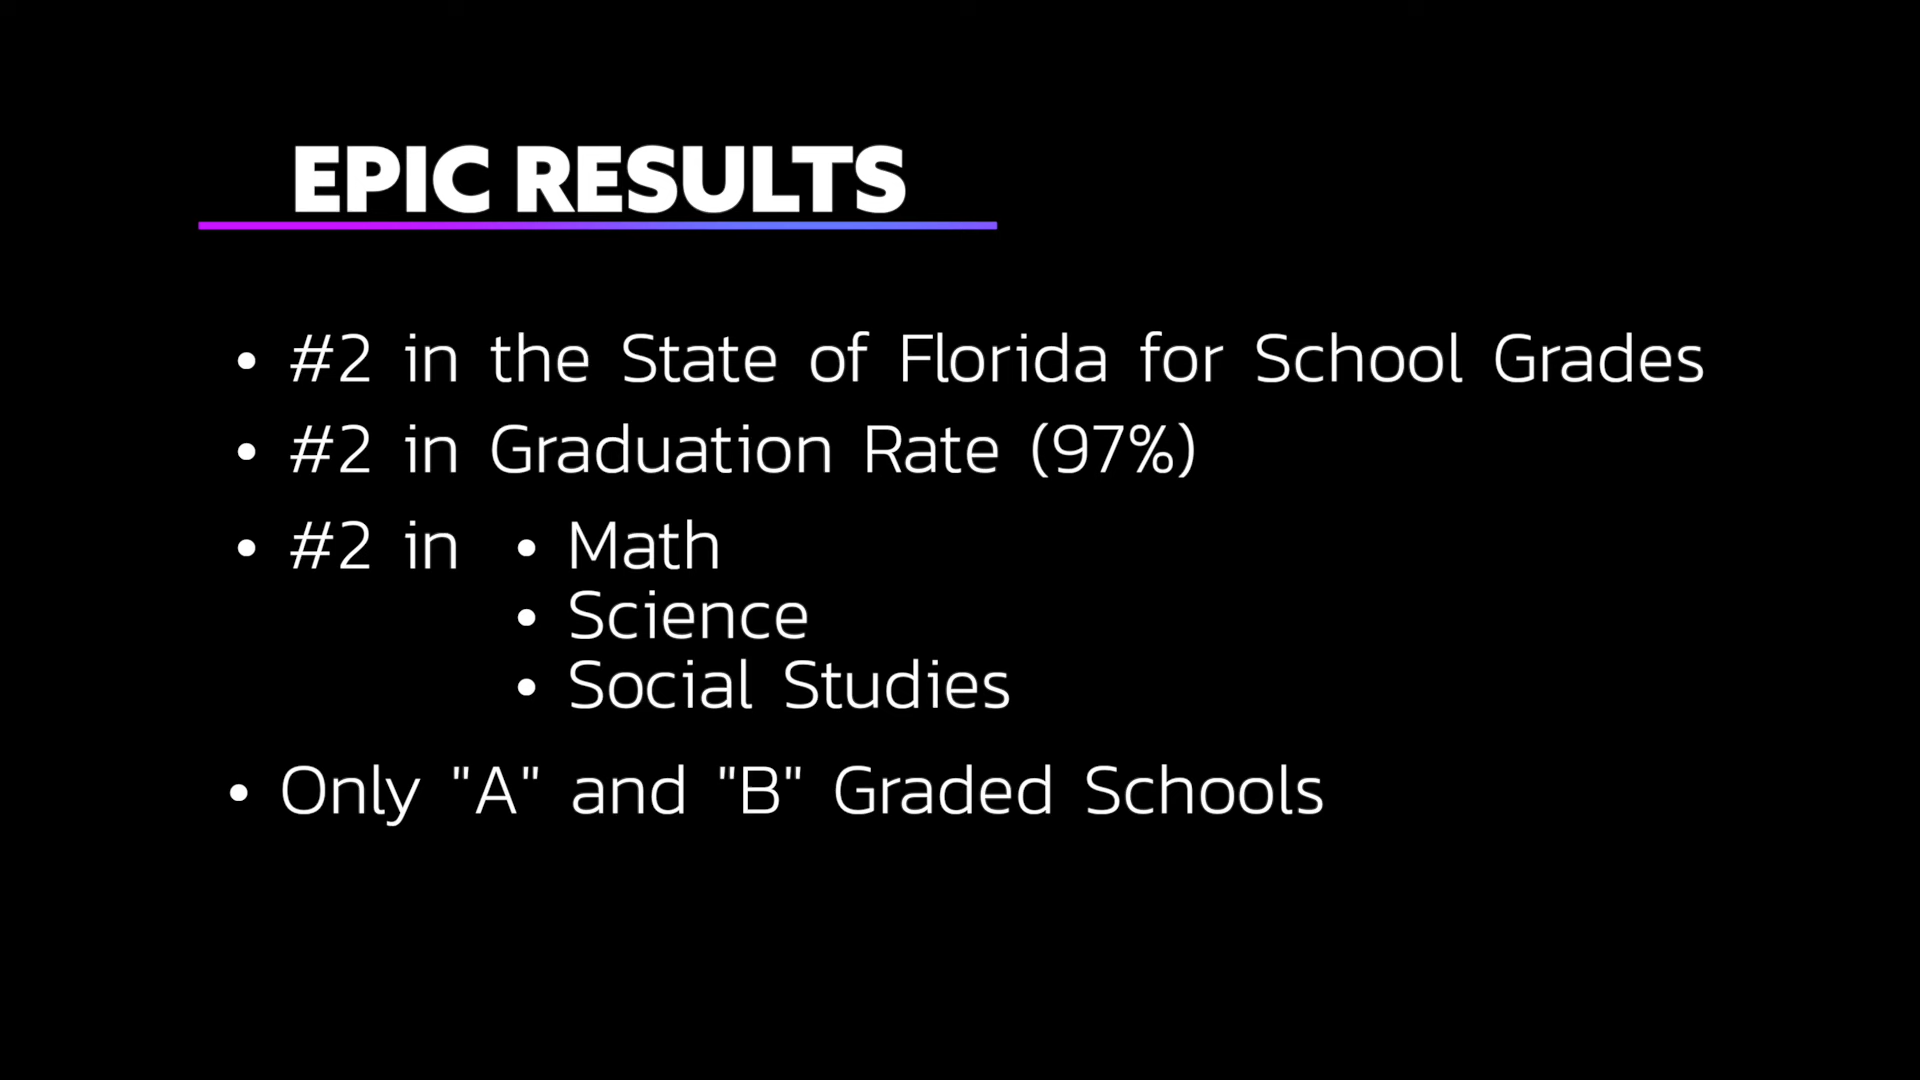 EPIC RESULTS
• #2 in the State of Florida for School Grades
• #2 in Graduation Rate (97%)
• #2 in • Math
• Science
• Social Studies
• Only "A" and "B" Graded Schools